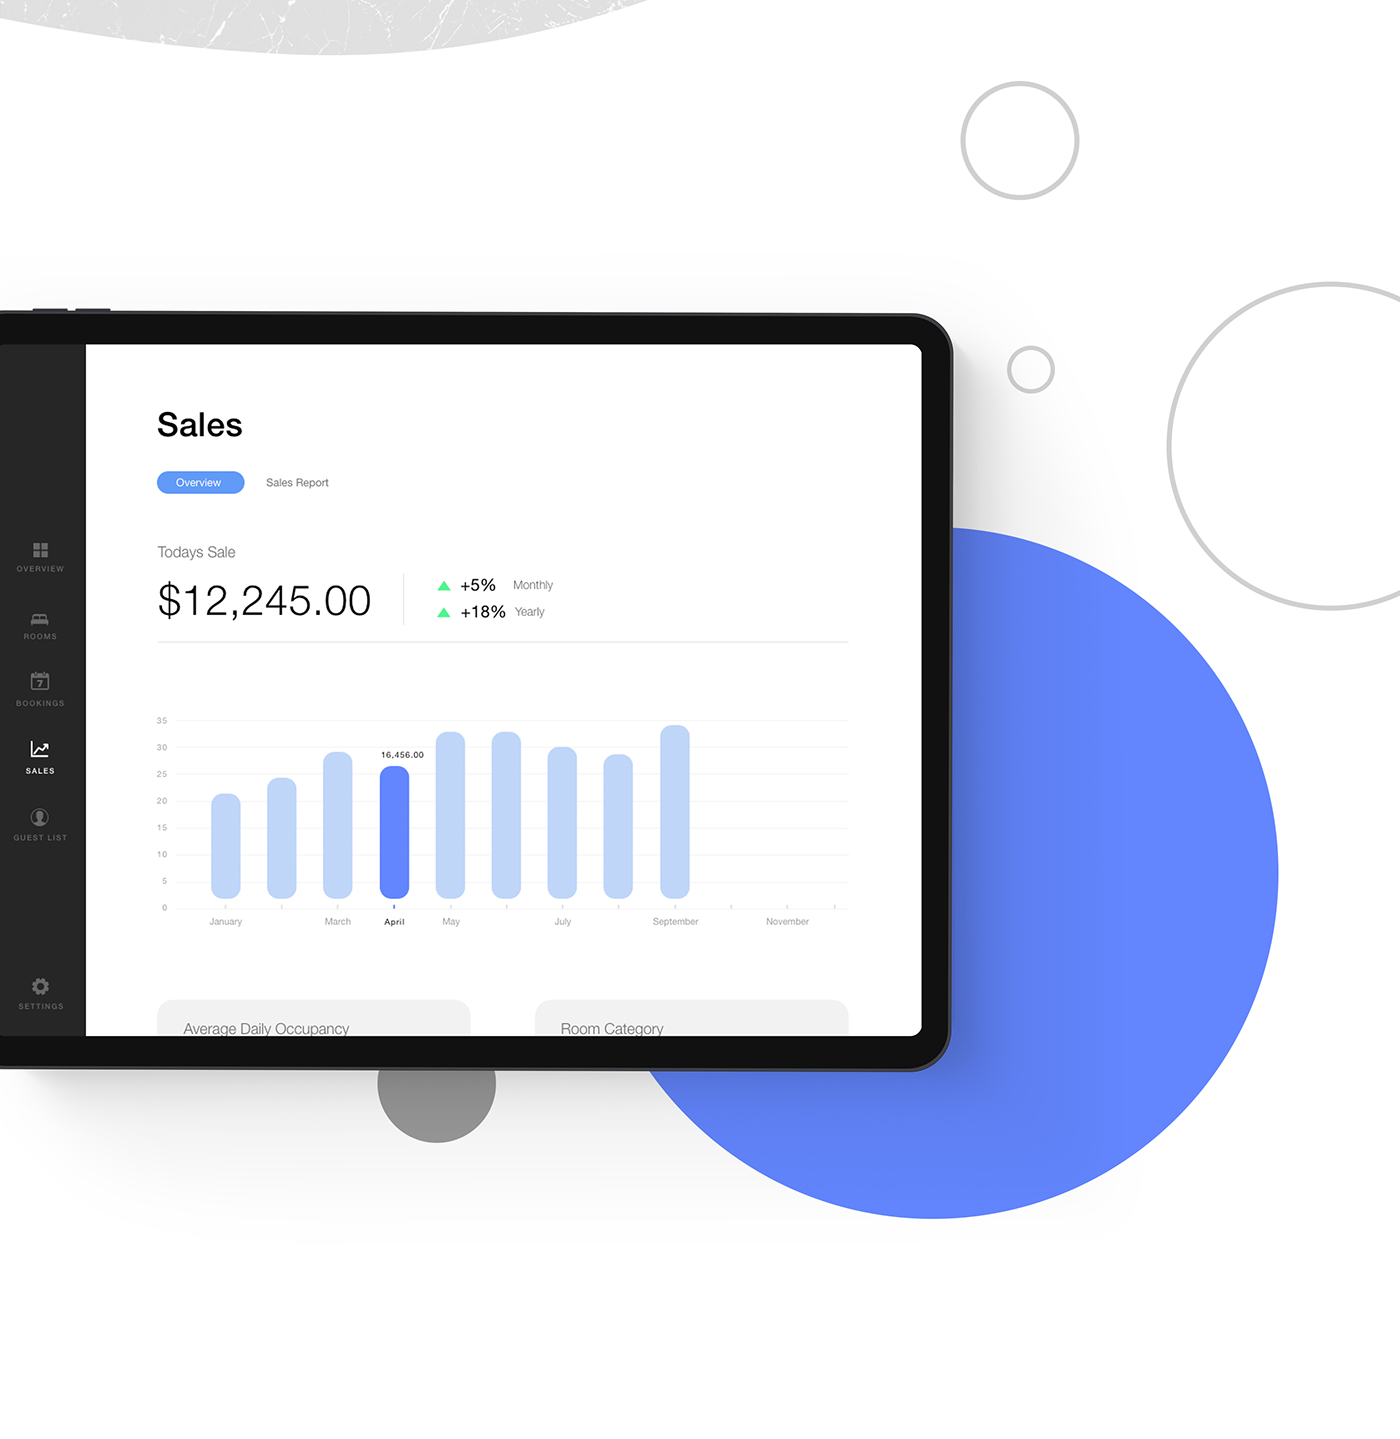 Sales
Overview
Sales Report
Todays Sale
$12,245.00
+5% Monthly
+18% Yearly
OVERVIEW
ROOMS
7
BOOKINGS
SALES
GUEST LIST
SETTINGS
35
30
25
20
15
10
5
0
16,456.00
January
March
April
May
July
September
November
Average Daily Occupancy
Room Category